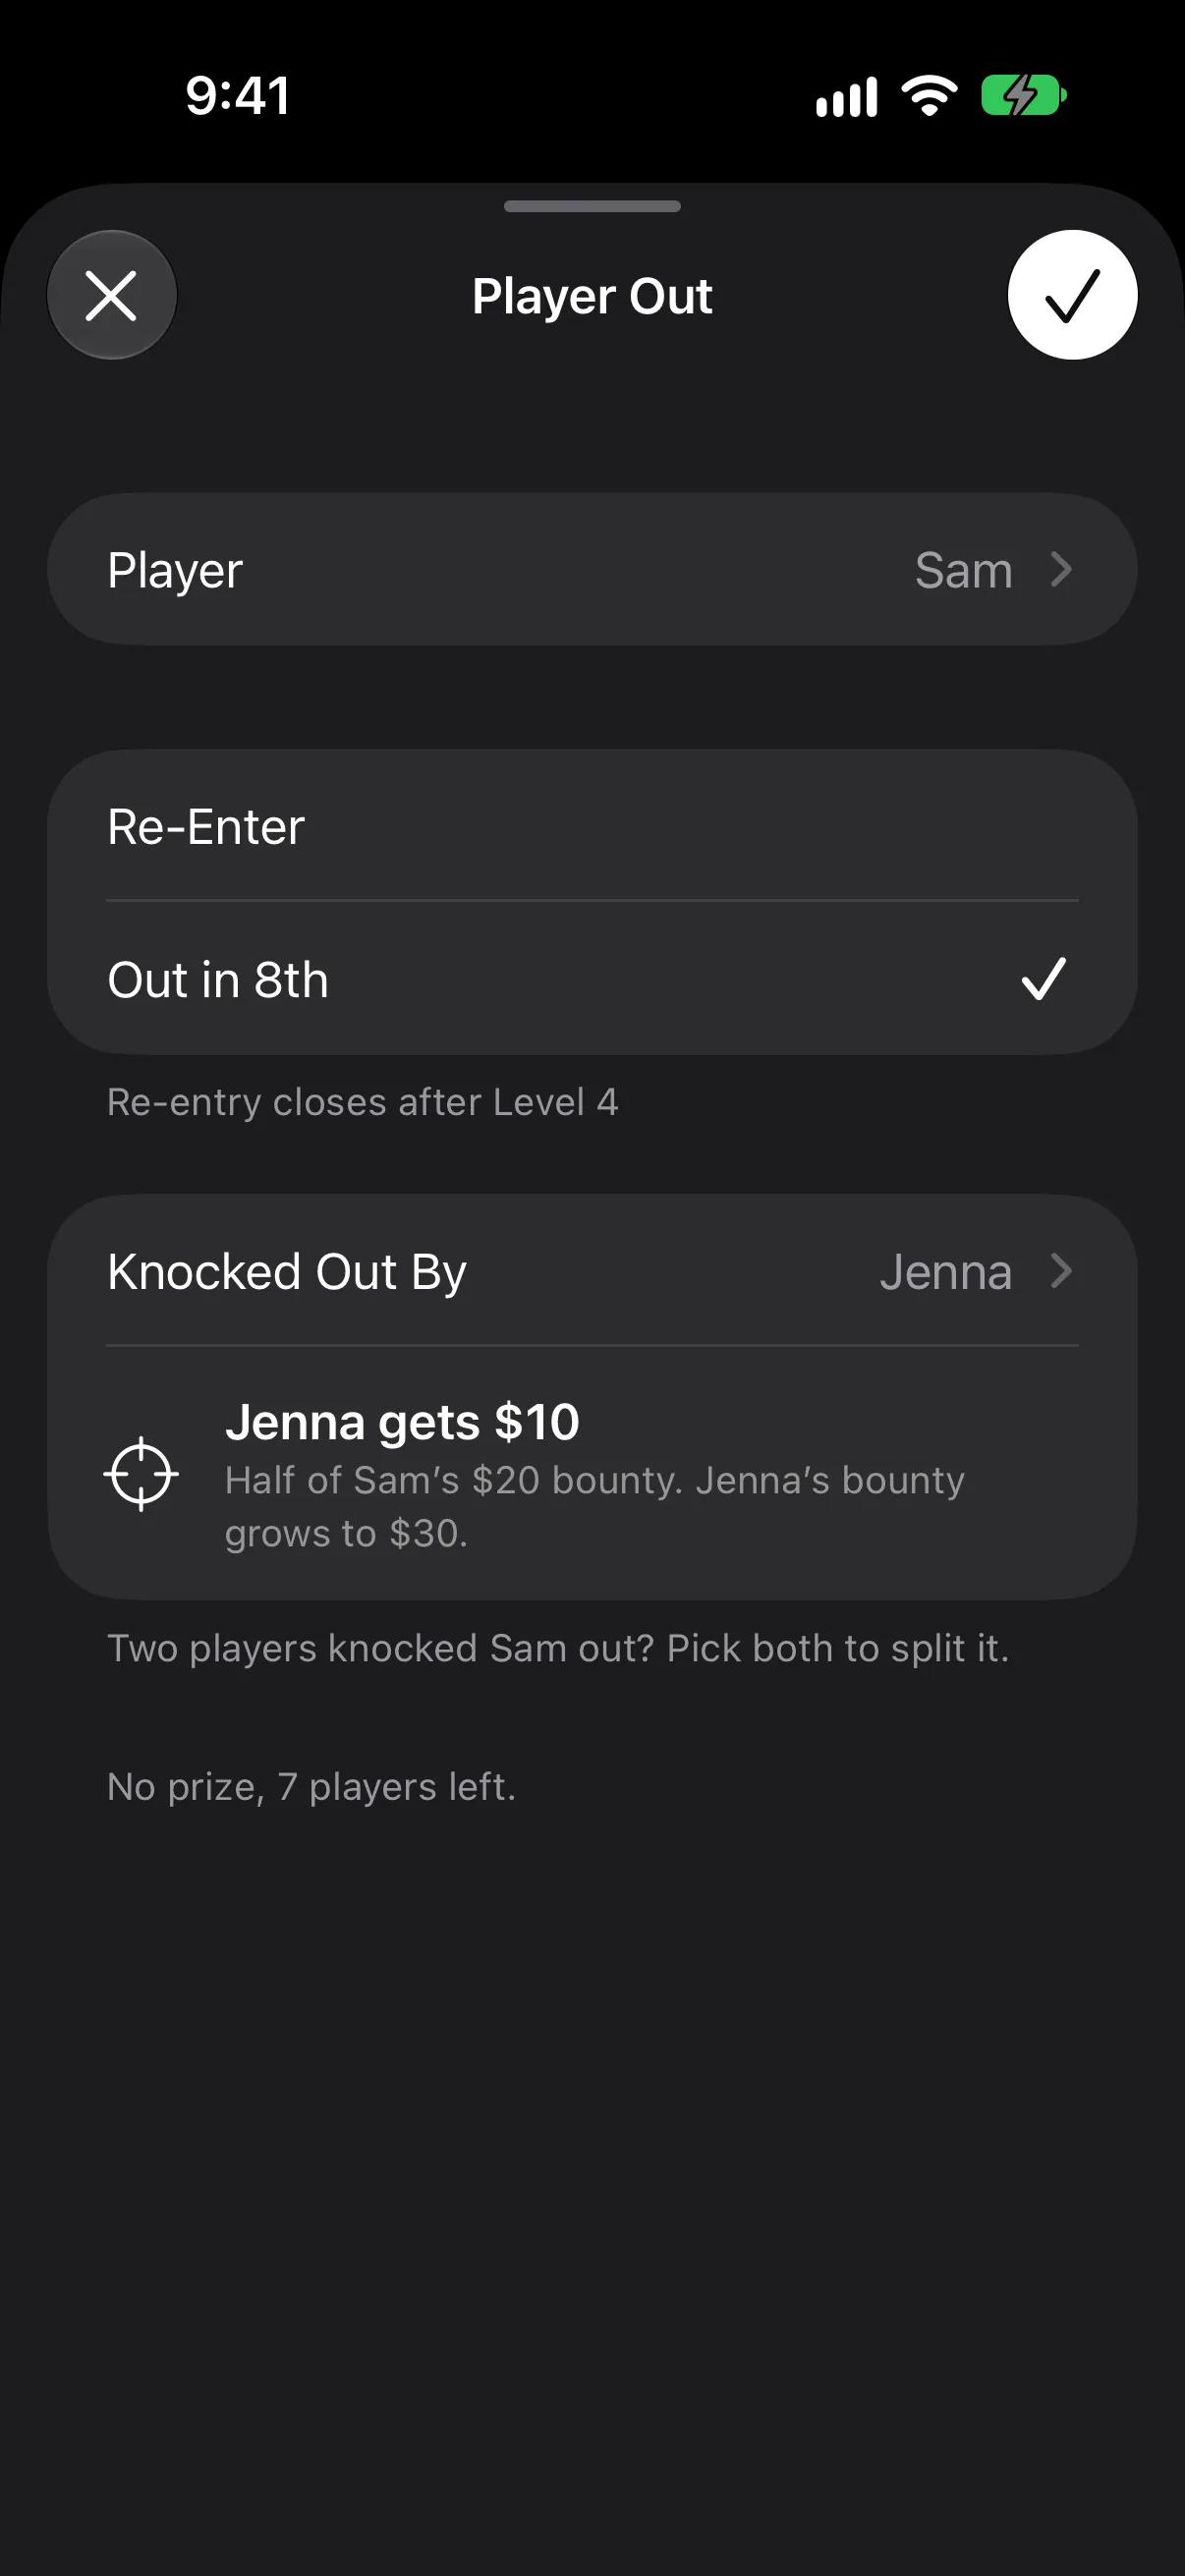 9:41
Player Out
Player
Sam
Re-Enter
Out in 8th
Re-entry closes after Level 4
Knocked Out By
Jenna
Jenna gets $10
Half of Sam’s $20 bounty. Jenna’s bounty
grows to $30.
Two players knocked Sam out? Pick both to split it.
No prize, 7 players left.